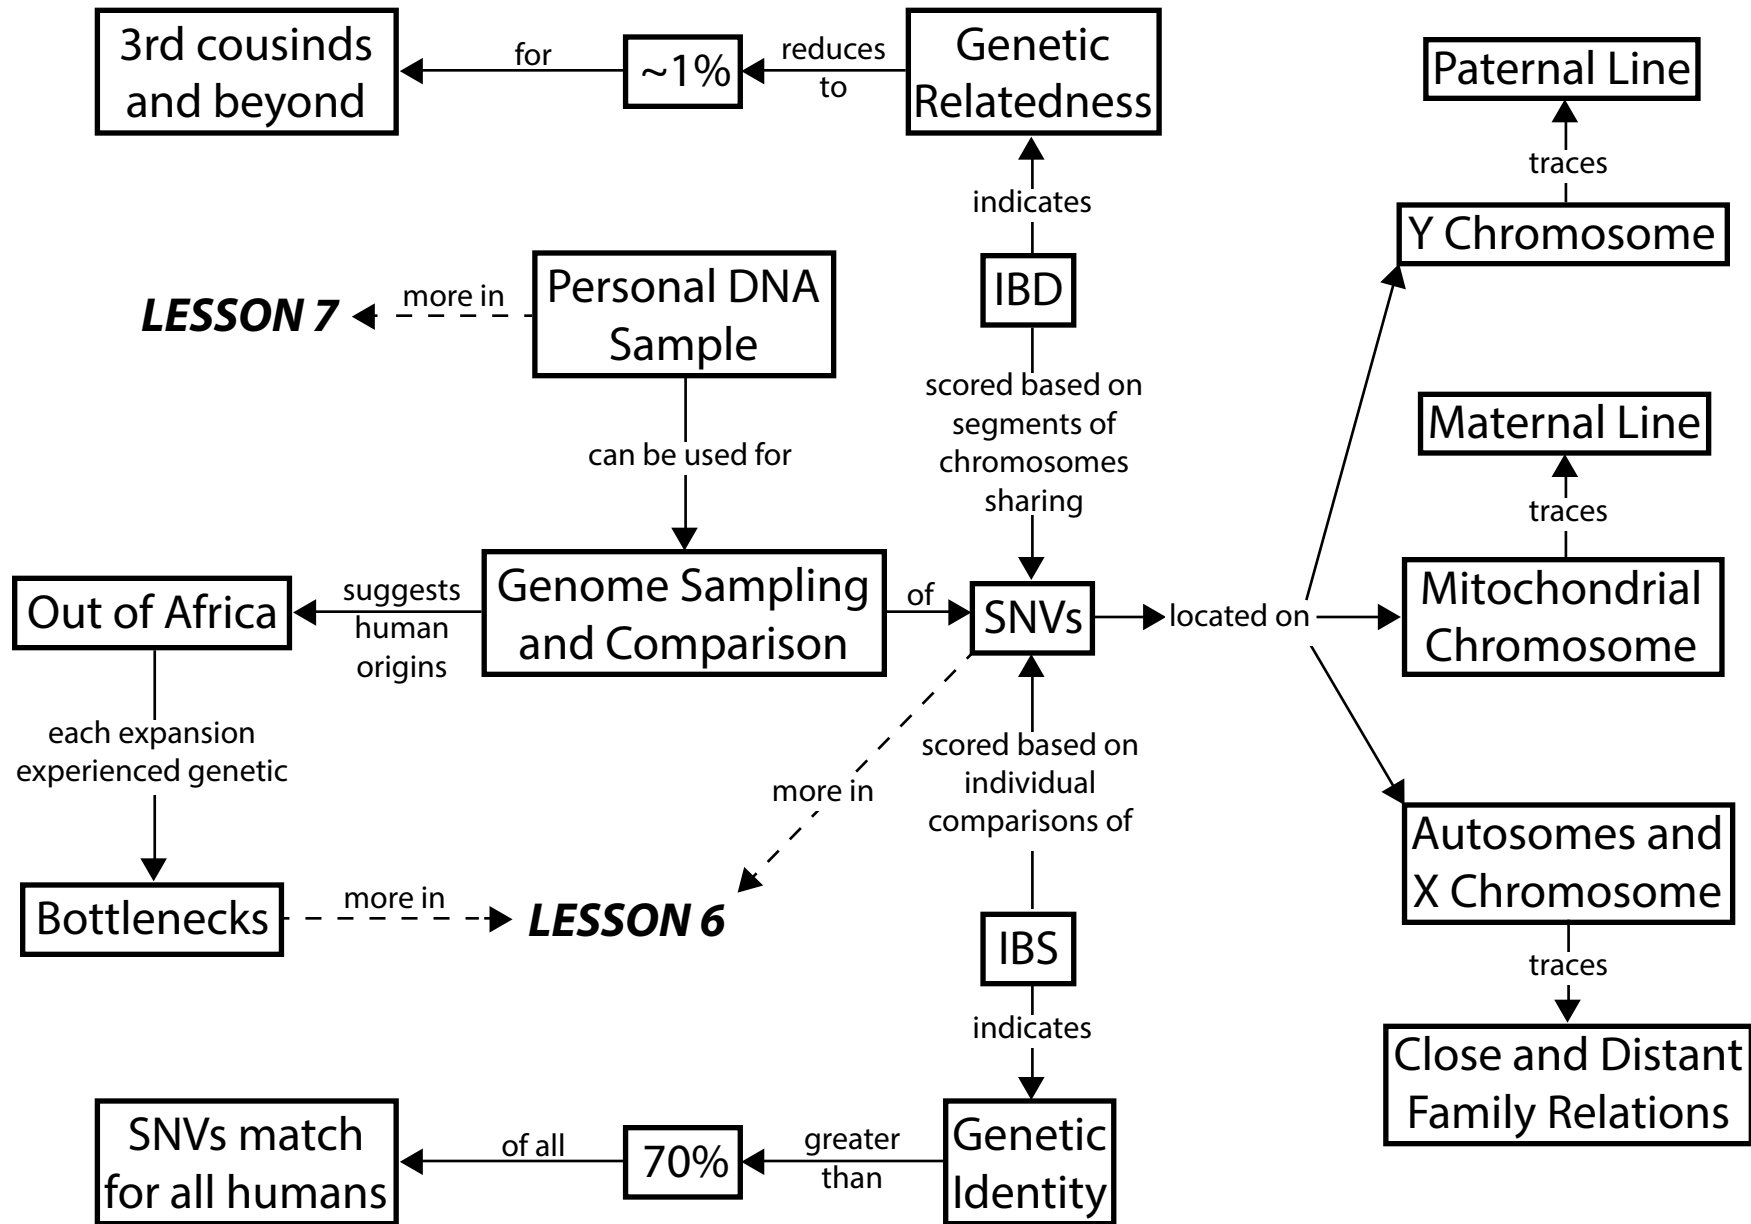 3rd cousinds
and beyond
for
~1%
reduces
to
Genetic
Relatedness
Paternal Line
traces
Y Chromosome
indicates
IBD
Personal DNA
Sample
more in
LESSON 7
scored based on
segments of
chromosomes
sharing
can be used for
Maternal Line
traces
Mitochondrial
Chromosome
Out of Africa
suggests
human
origins
Genome Sampling
and Comparison
of
SNVs
located on
each expansion
experienced genetic
more in
scored based on
individual
comparisons of
Autosomes and
X Chromosome
Bottlenecks
more in
LESSON 6
IBS
traces
indicates
Close and Distant
Family Relations
SNVs match
for all humans
of all
70%
greater
than
Genetic
Identity